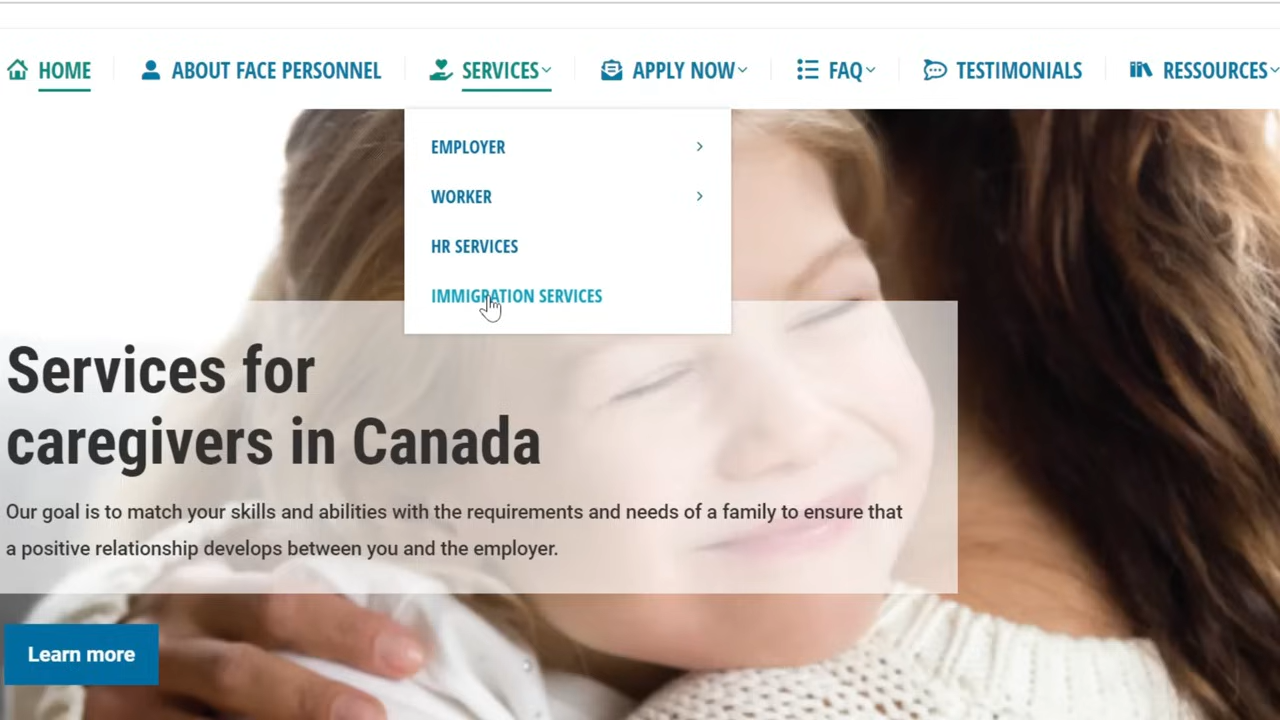 HOME
ABOUT FACE PERSONNEL
SERVICES
APPLY NOW
FAQ
TESTIMONIALS
RESSOURCES
EMPLOYER
WORKER
HR SERVICES
IMMIGRATION SERVICES
Services for
caregivers in Canada
Our goal is to match your skills and abilities with the requirements and needs of a family to ensure that
a positive relationship develops between you and the employer.
Learn more